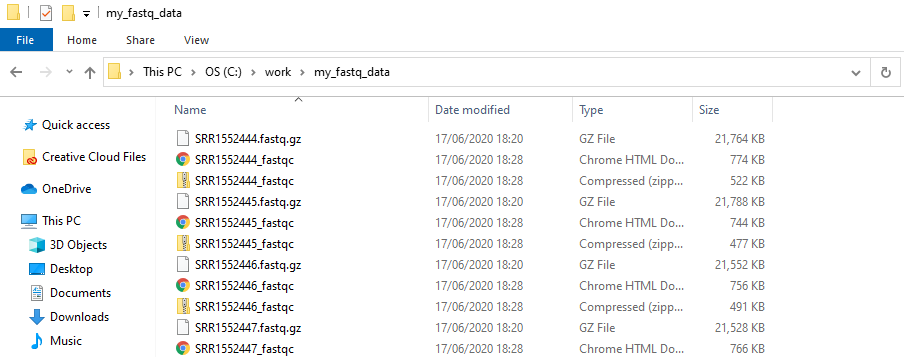 my_fastq_data
File Home Share View
This PC OS (C:) work my_fastq_data
Name Date modified Type Size
Quick access
Creative Cloud Files
OneDrive
This PC
3D Objects
Desktop
Documents
Downloads
Music
SRR1552444.fastq.gz 17/06/2020 18:20 GZ File 21,764 KB
SRR1552444_fastqc 17/06/2020 18:28 Chrome HTML Do... 774 KB
SRR1552444_fastqc 17/06/2020 18:28 Compressed (zipp... 522 KB
SRR1552445.fastq.gz 17/06/2020 18:20 GZ File 21,788 KB
SRR1552445_fastqc 17/06/2020 18:28 Chrome HTML Do... 744 KB
SRR1552445_fastqc 17/06/2020 18:28 Compressed (zipp... 477 KB
SRR1552446.fastq.gz 17/06/2020 18:20 GZ File 21,552 KB
SRR1552446_fastqc 17/06/2020 18:28 Chrome HTML Do... 756 KB
SRR1552446_fastqc 17/06/2020 18:28 Compressed (zipp... 491 KB
SRR1552447.fastq.gz 17/06/2020 18:20 GZ File 21,528 KB
SRR1552447_fastqc 17/06/2020 18:28 Chrome HTML Do... 766 KB